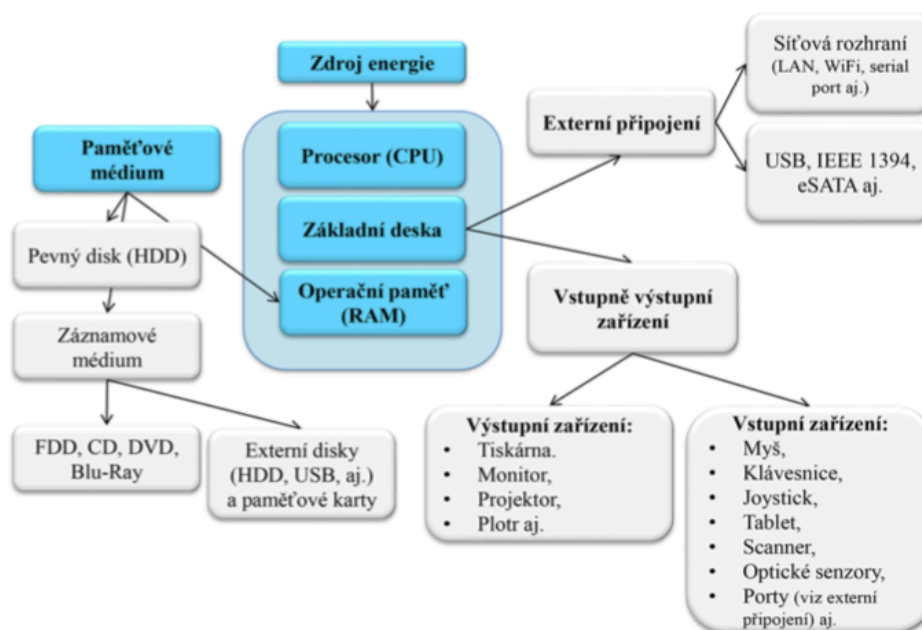 Zdroj energie
Procesor (CPU)
Základní deska
Operační paměť
(RAM)
Paměťové
médium
Pevný disk (HDD)
Záznamové
médium
FDD, CD, DVD,
Blu-Ray
Externí disky
(HDD, USB, aj.)
a paměťové karty
Externí připojení
Síťová rozhraní
(LAN, WiFi, serial
port aj.)
USB, IEEE 1394,
eSATA aj.
Vstupně výstupní
zařízení
Výstupní zařízení:
• Tiskárna.
• Monitor,
• Projektor,
• Plotr aj.
Vstupní zařízení:
• Myš,
• Klávesnice,
• Joystick,
• Tablet,
• Scanner,
• Optické senzory,
• Porty (viz externí
připojení) aj.